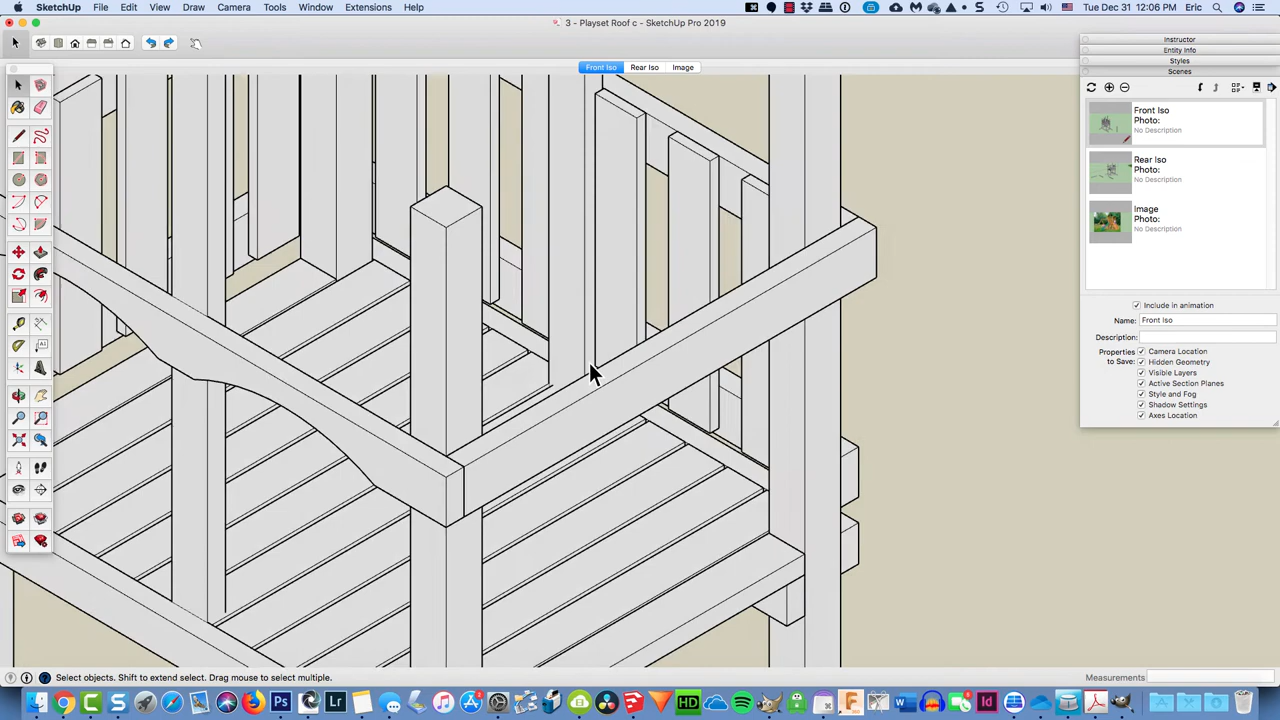 SketchUp File Edit View Draw Camera Tools Window Extensions Help
Tue Dec 31 12:06 PM Eric
3 - Playset Roof c - SketchUp Pro 2019
Front Iso Rear Iso Image
Instructor
Entity Info
Styles
Scenes
Front Iso
Photo:
No Description
Rear Iso
Photo:
No Description
Image
Photo:
No Description
Include in animation
Name: Front Iso
Description:
Properties to Save:
Camera Location
Hidden Geometry
Visible Layers
Active Section Planes
Style and Fog
Shadow Settings
Axes Location
Select objects. Shift to extend select. Drag mouse to select multiple.
Measurements